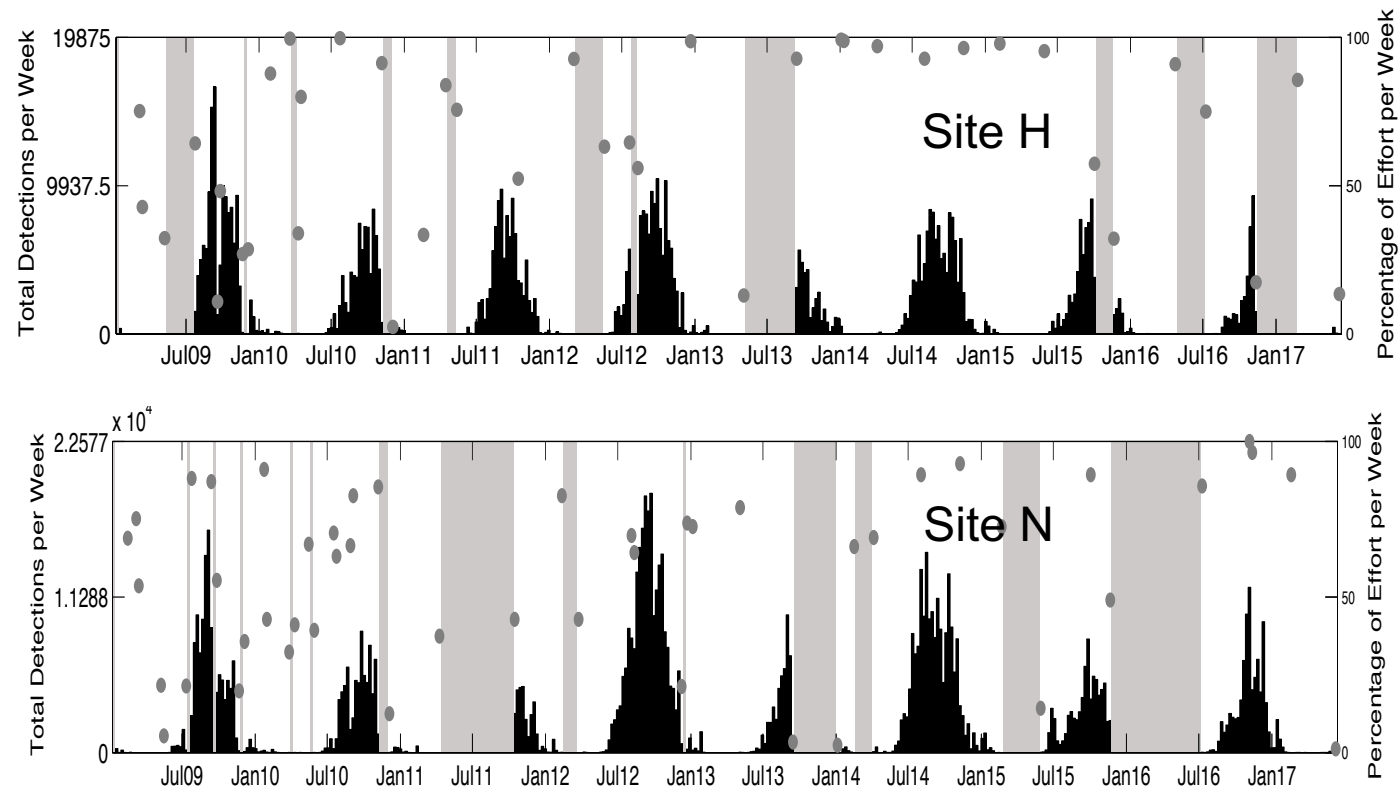 Total Detections per Week
19875
9937.5
0
Site H
100
50
0
Percentage of Effort per Week
Jul09 Jan10 Jul10 Jan11 Jul11 Jan12 Jul12 Jan13 Jul13 Jan14 Jul14 Jan15 Jul15 Jan16 Jul16 Jan17
Total Detections per Week
x 10⁴
2.2577
1.1288
0
Site N
100
50
0
Percentage of Effort per Week
Jul09 Jan10 Jul10 Jan11 Jul11 Jan12 Jul12 Jan13 Jul13 Jan14 Jul14 Jan15 Jul15 Jan16 Jul16 Jan17